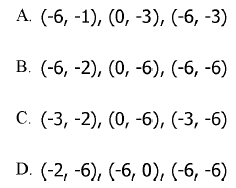 A. (-6, -1), (0, -3), (-6, -3)
B. (-6, -2), (0, -6), (-6, -6)
C. (-3, -2), (0, -6), (-3, -6)
D. (-2, -6), (-6, 0), (-6, -6)